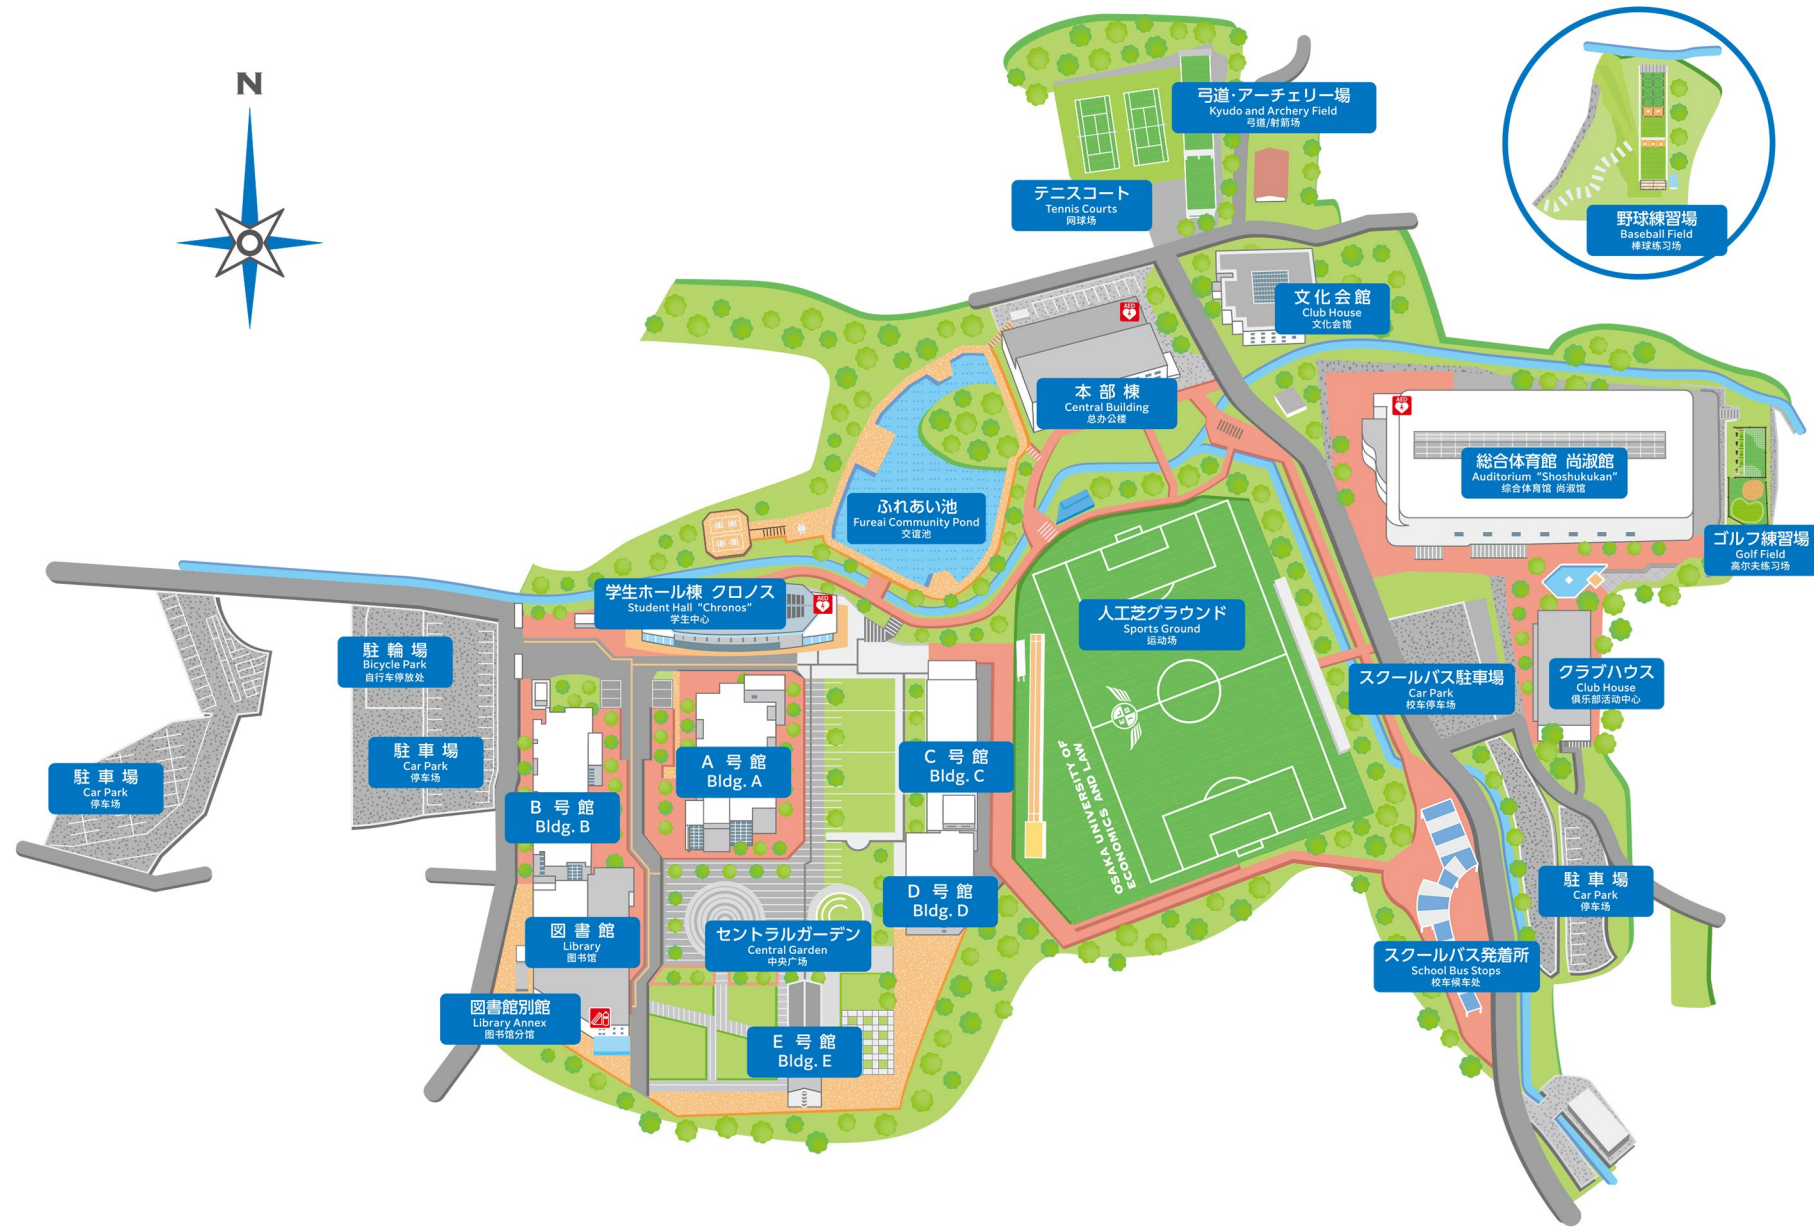 N
弓道・アーチェリー場
Kyudo and Archery Field
弓道/射箭场
テニスコート
Tennis Courts
网球场
野球練習場
Baseball Field
棒球练习场
文化会館
Club House
文化会馆
AED
本部棟
Central Building
总办公楼
AED
総合体育館 尚淑館
Auditorium "Shoshukukan"
综合体育馆 尚淑馆
ふれあい池
Fureai Community Pond
交谊池
ゴルフ練習場
Golf Field
高尔夫练习场
学生ホール棟 クロノス
Student Hall "Chronos"
学生中心
AED
人工芝グラウンド
Sports Ground
运动场
駐輪場
Bicycle Park
自行车停放处
スクールバス駐車場
Car Park
校车停车场
クラブハウス
Club House
俱乐部活动中心
駐車場
Car Park
停车场
駐車場
Car Park
停车场
A号館
Bldg. A
C号館
Bldg. C
B号館
Bldg. B
OSAKA UNIVERSITY OF
ECONOMICS AND LAW
D号館
Bldg. D
駐車場
Car Park
停车场
図書館
Library
图书馆
セントラルガーデン
Central Garden
中央广场
スクールバス発着所
School Bus Stops
校车候车处
図書館別館
Library Annex
图书馆分馆
E号館
Bldg. E